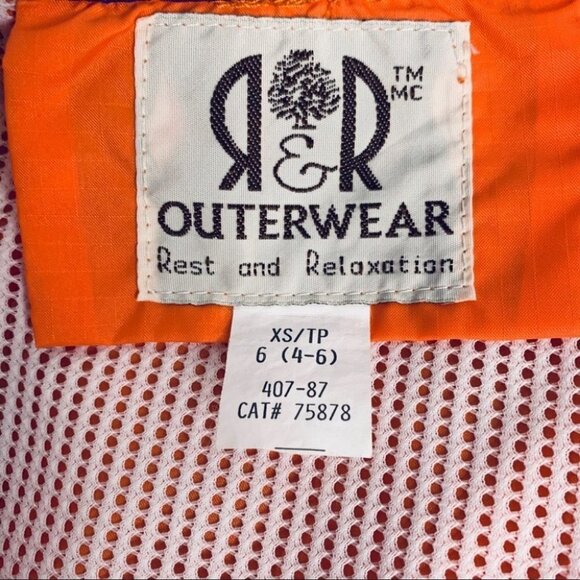 R & R TM
MC
OUTERWEAR
Rest and Relaxation
XS/TP
6 (4-6)
407-87
CAT# 75878